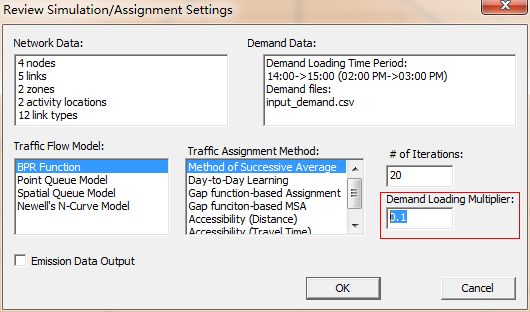 Review Simulation/Assignment Settings
Network Data:
4 nodes
5 links
2 zones
2 activity locations
12 link types
Demand Data:
Demand Loading Time Period:
14:00->15:00 (02:00 PM->03:00 PM)
Demand files:
input_demand.csv
Traffic Flow Model:
BPR Function
Point Queue Model
Spatial Queue Model
Newell's N-Curve Model
Traffic Assignment Method:
Method of Successive Average
Day-to-Day Learning
Gap function-based Assignment
Gap funciton-based MSA
Accessibility (Distance)
Accessibility (Travel Time)
# of Iterations:
20
Demand Loading Multiplier:
0.1
Emission Data Output
OK
Cancel